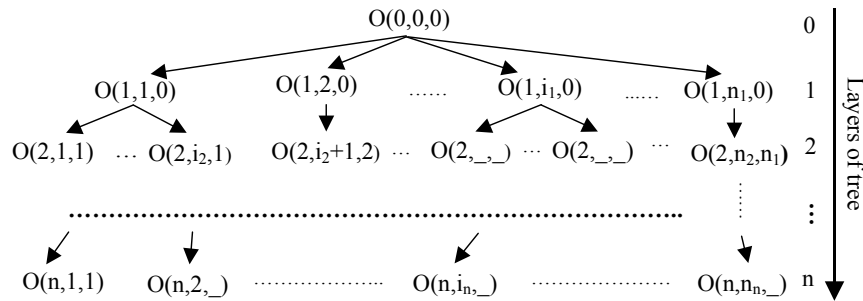 O(0,0,0) 0
O(1,1,0) O(1,2,0) ...... O(1,i₁,0) ...... O(1,n₁,0) 1
O(2,1,1) ... O(2,i₂,1) O(2,i₂+1,2) ... O(2,_,_) ... O(2,_,_) ... O(2,n₂,n₁) 2
O(n,1,1) O(n,2,_) O(n,iₙ,_) O(n,nₙ,_) n
Layers of tree